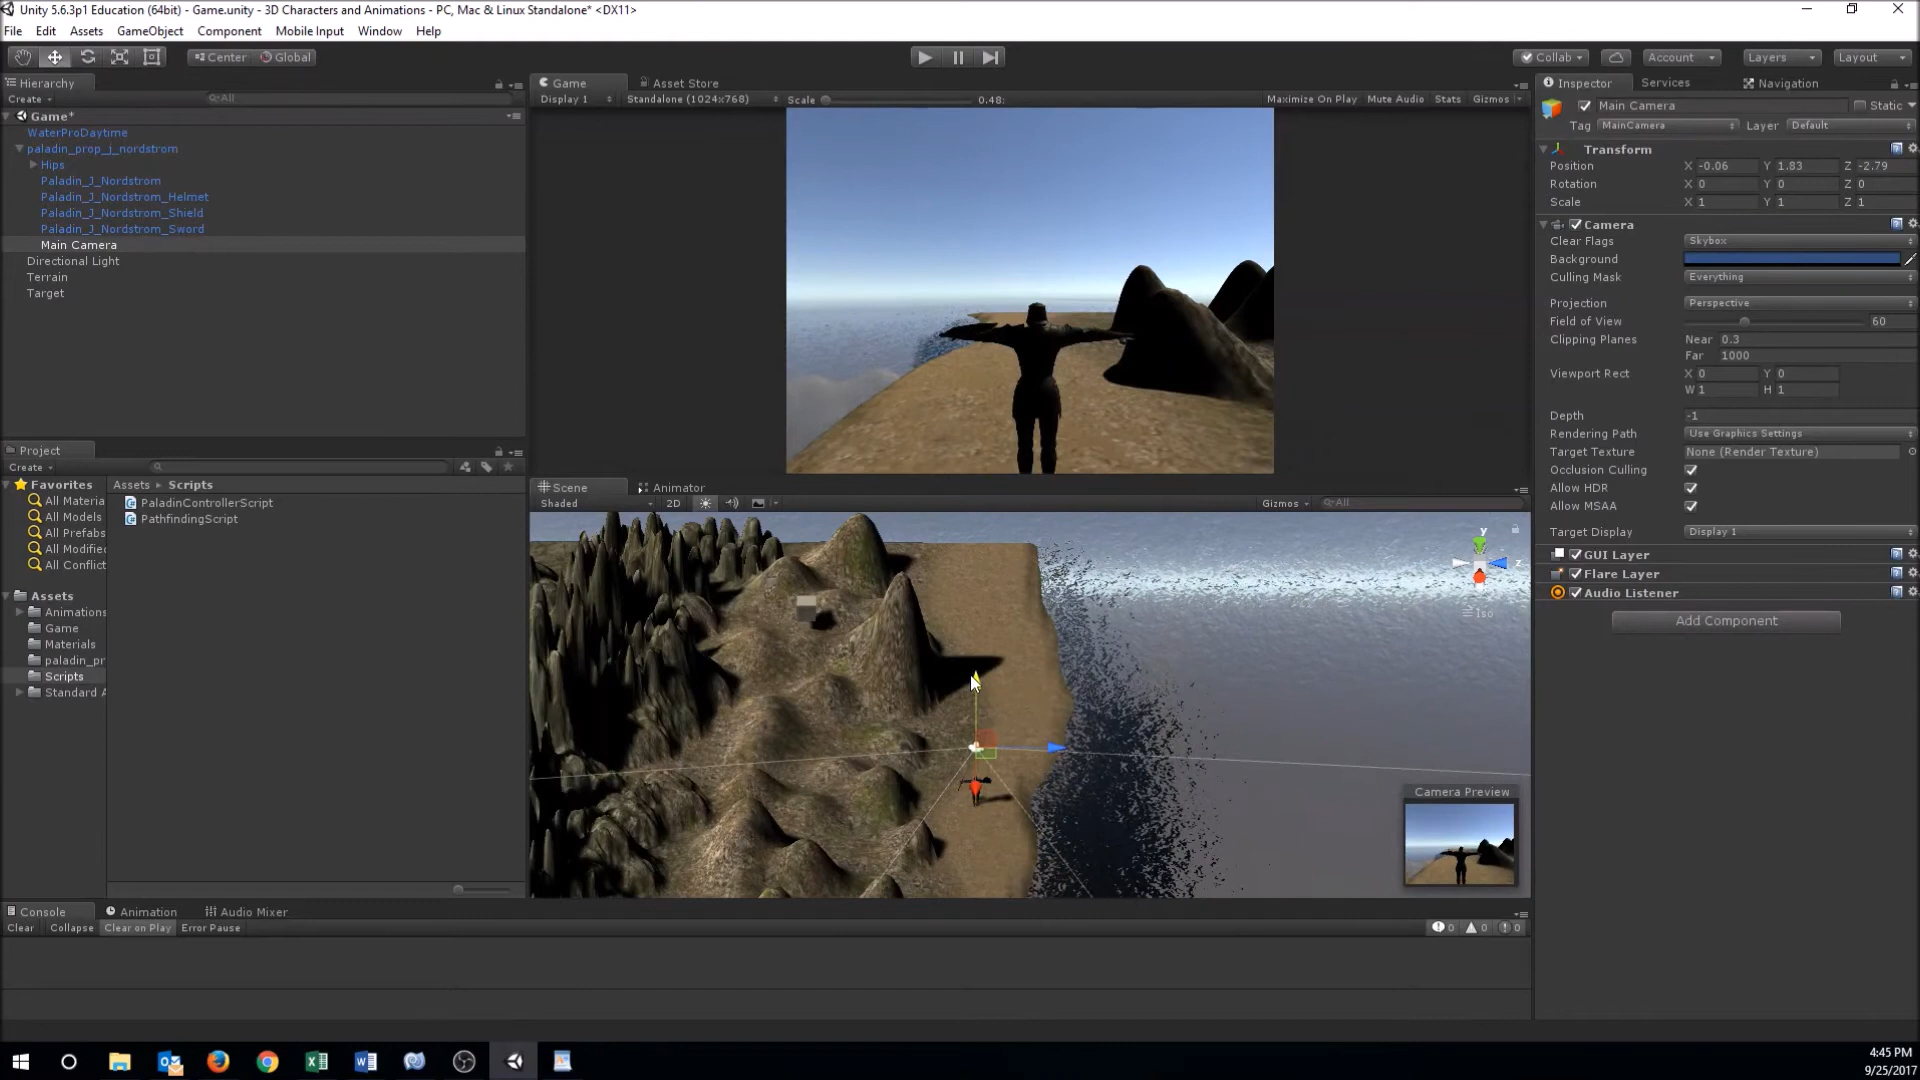 Unity 5.6.3p1 Education (64bit) - Game.unity - 3D Characters and Animations - PC, Mac & Linux Standalone* <DX11>
File Edit Assets GameObject Component Mobile Input Window Help
Center Global Collab Account Layers Layout
Hierarchy
Create All
Game*
WaterProDaytime
paladin_prop_j_nordstrom
Hips
Paladin_J_Nordstrom
Paladin_J_Nordstrom_Helmet
Paladin_J_Nordstrom_Shield
Paladin_J_Nordstrom_Sword
Main Camera
Directional Light
Terrain
Target
Project
Create
Favorites
All Materia
All Models
All Prefabs
All Modified
All Conflict
Assets
Animations
Game
Materials
paladin_pr
Scripts
Standard A
Assets Scripts
PaladinControllerScript
PathfindingScript
Game Asset Store
Display 1 Standalone (1024x768) Scale 0.48: Maximize On Play Mute Audio Stats Gizmos
Scene Animator
Shaded 2D Gizmos All
y
z
Iso
Camera Preview
Console Animation Audio Mixer
Clear Collapse Clear on Play Error Pause 0 0 0
Inspector Services Navigation
Main Camera Static
Tag MainCamera Layer Default
Transform
Position X -0.06 Y 1.83 Z -2.79
Rotation X 0 Y 0 Z 0
Scale X 1 Y 1 Z 1
Camera
Clear Flags Skybox
Background
Culling Mask Everything
Projection Perspective
Field of View 60
Clipping Planes Near 0.3
Far 1000
Viewport Rect X 0 Y 0
W 1 H 1
Depth -1
Rendering Path Use Graphics Settings
Target Texture None (Render Texture)
Occlusion Culling
Allow HDR
Allow MSAA
Target Display Display 1
GUI Layer
Flare Layer
Audio Listener
Add Component
4:45 PM
9/25/2017